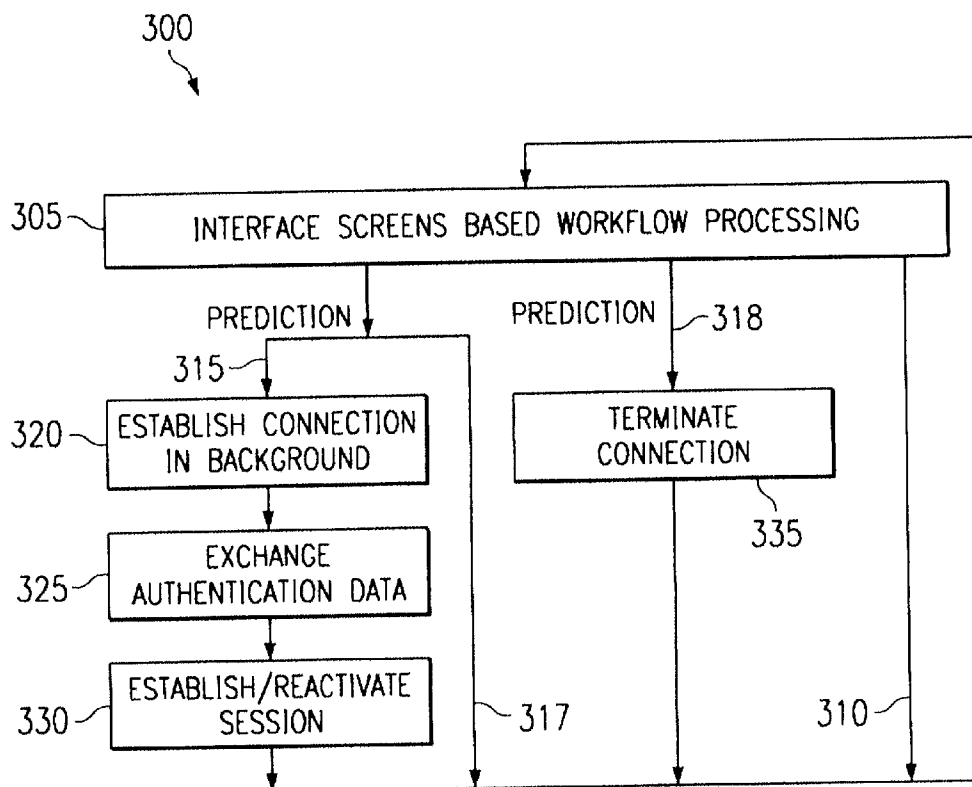 300
305
INTERFACE SCREENS BASED WORKFLOW PROCESSING
PREDICTION
PREDICTION
318
315
320
ESTABLISH CONNECTION
IN BACKGROUND
TERMINATE
CONNECTION
335
325
EXCHANGE
AUTHENTICATION DATA
330
ESTABLISH/REACTIVATE
SESSION
317
310